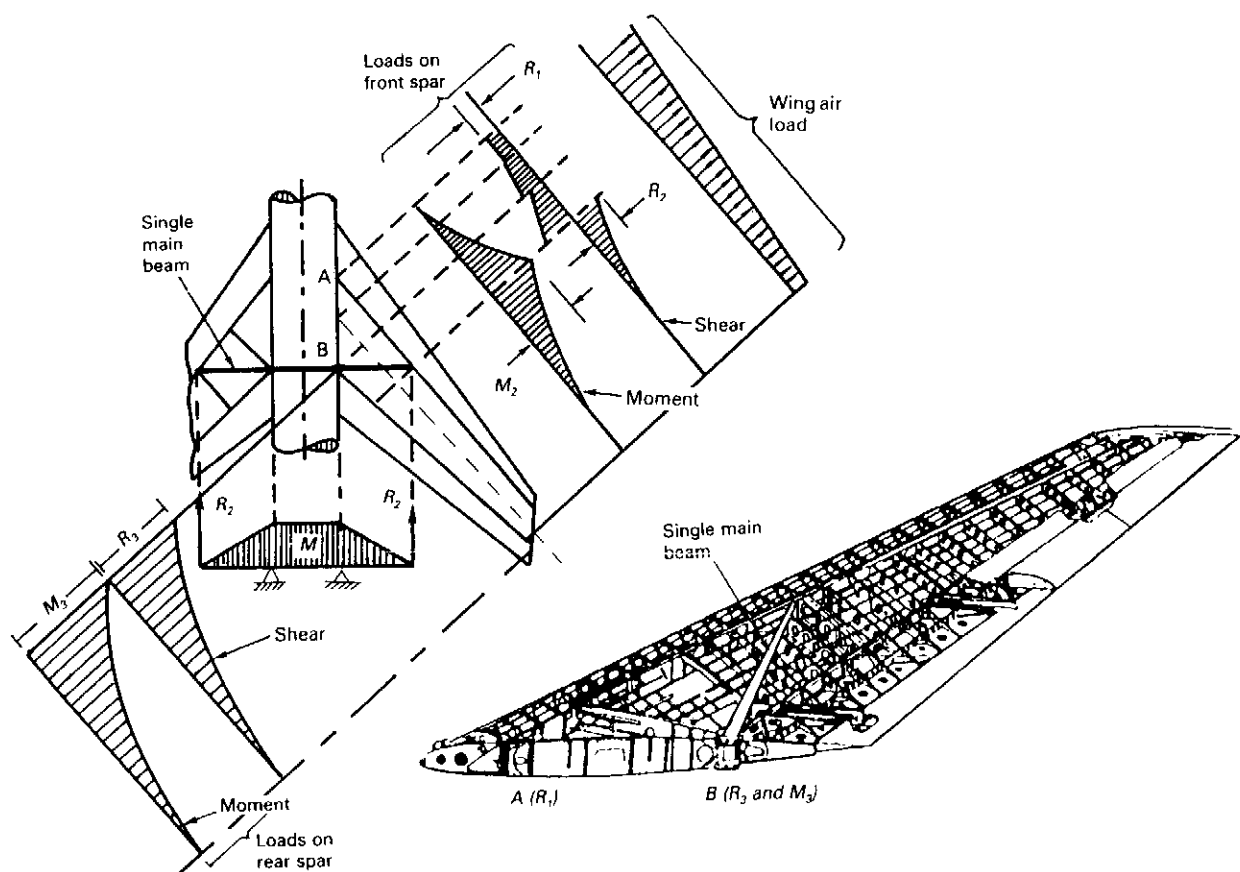 Loads on
front spar
R₁
Wing air
load
R₂
Single
main
beam
A
B
Shear
M₂
Moment
R₂
R₂
M
R₃
M₃
Shear
Single main
beam
Moment
Loads on
rear spar
A (R₁)
B (R₃ and M₃)